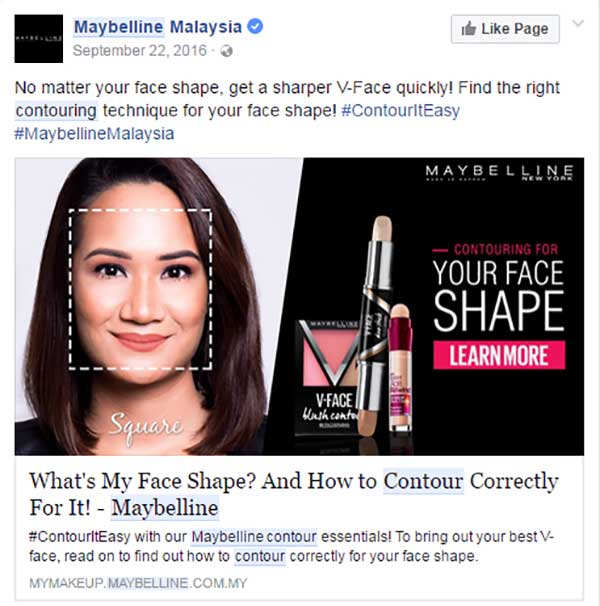 Maybelline Malaysia
Like Page
September 22, 2016
No matter your face shape, get a sharper V-Face quickly! Find the right
contouring technique for your face shape! #ContourItEasy
#MaybellineMalaysia
MAYBELLINE
NEW YORK
CONTOURING FOR
YOUR FACE
SHAPE
LEARN MORE
MAYBELLINE
V-FACE
blush contour
Square
What's My Face Shape? And How to Contour Correctly
For It! - Maybelline
#ContourItEasy with our Maybelline contour essentials! To bring out your best V-
face, read on to find out how to contour correctly for your face shape.
MYMAKEUP.MAYBELLINE.COM.MY